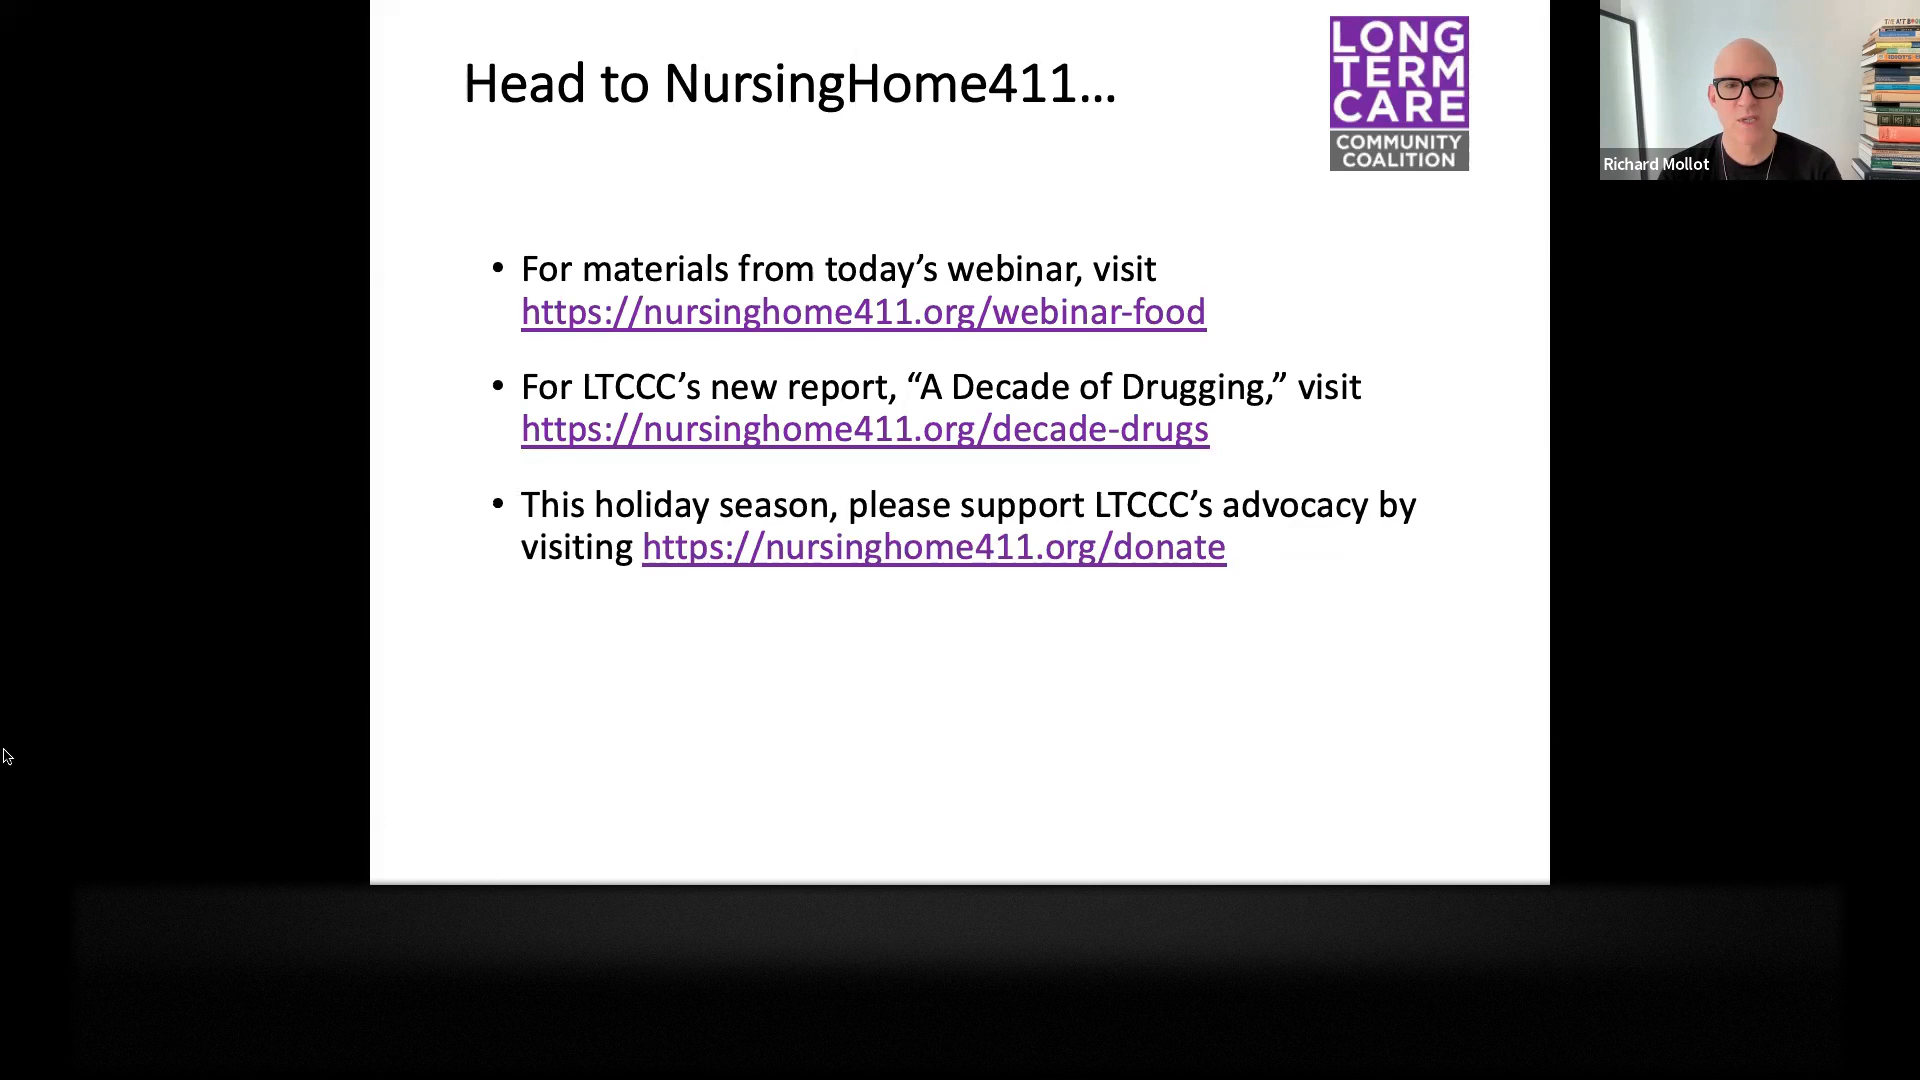 Head to NursingHome411...
LONG
TERM
CARE
COMMUNITY
COALITION
Richard Mollot
• For materials from today’s webinar, visit
https://nursinghome411.org/webinar-food
• For LTCCC’s new report, “A Decade of Drugging,” visit
https://nursinghome411.org/decade-drugs
• This holiday season, please support LTCCC’s advocacy by
visiting https://nursinghome411.org/donate